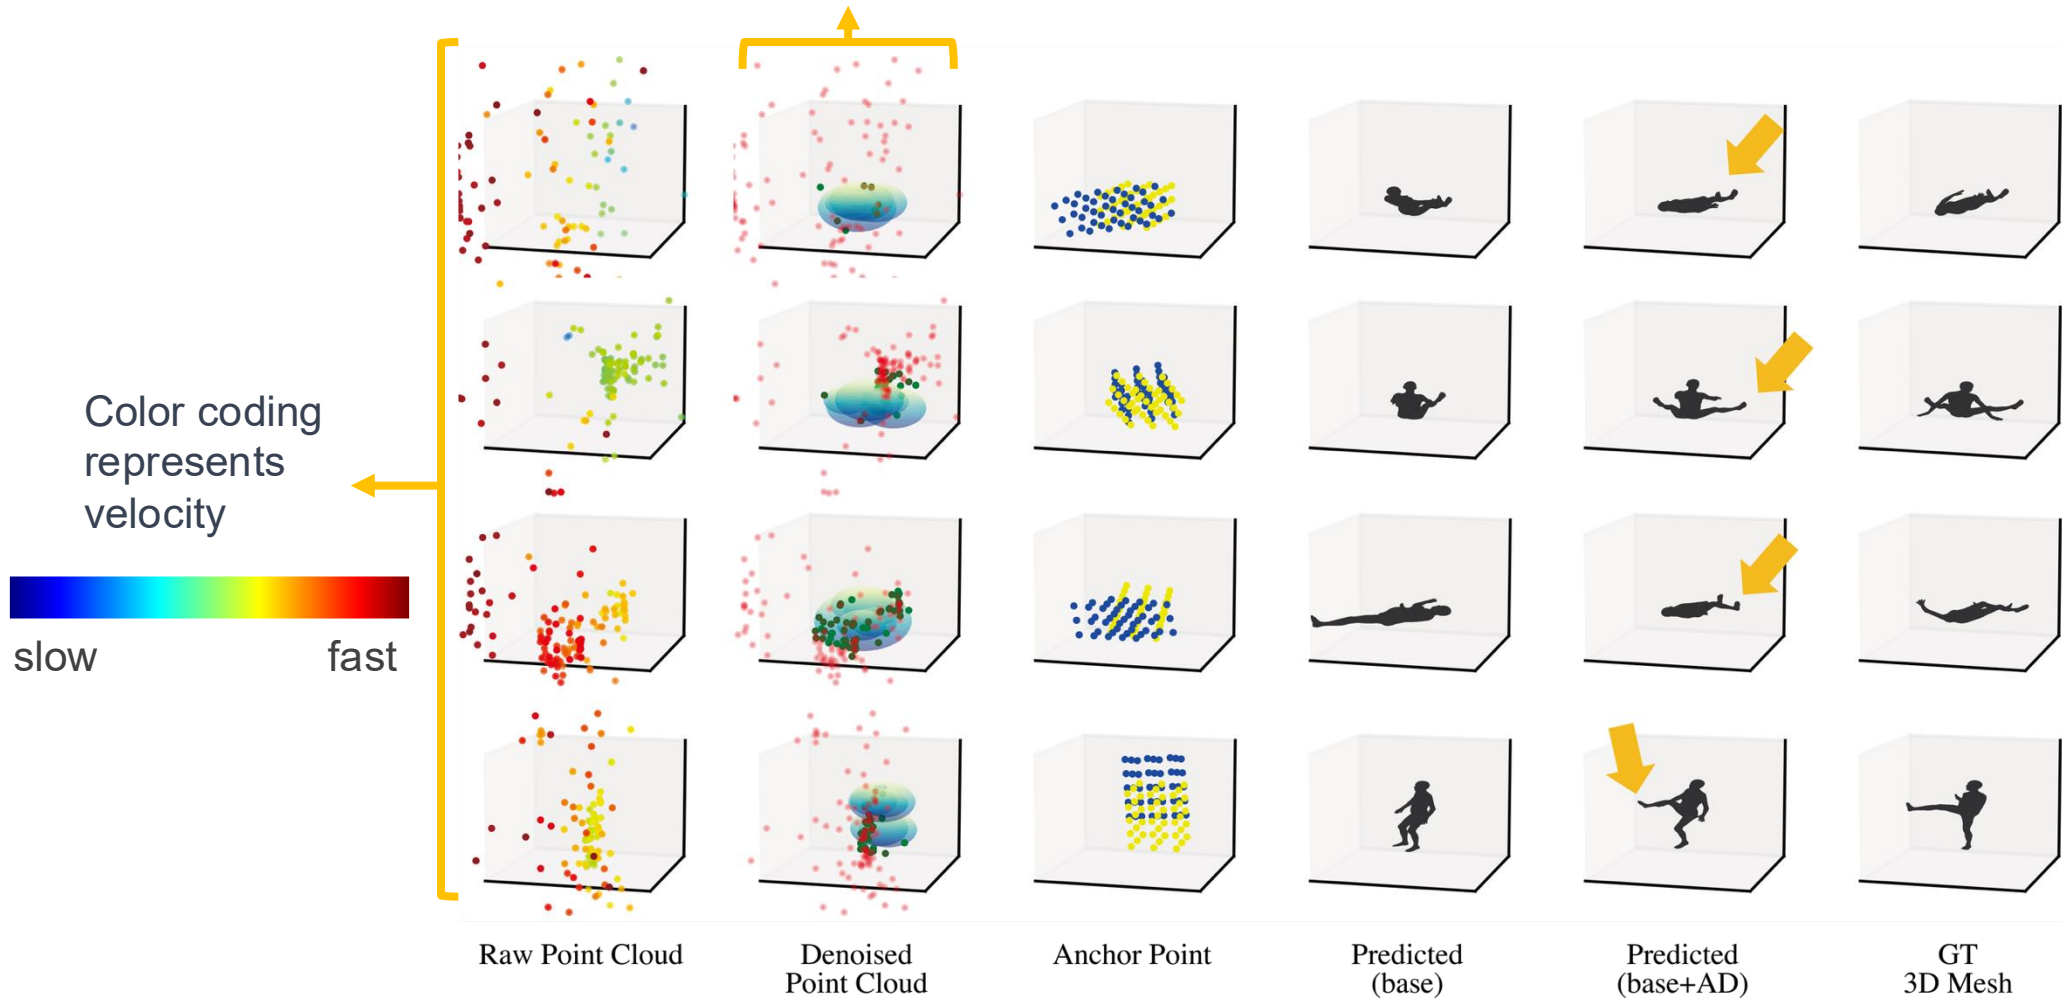 Color coding
represents
velocity
slow fast
Raw Point Cloud
Denoised
Point Cloud
Anchor Point
Predicted
(base)
Predicted
(base+AD)
GT
3D Mesh